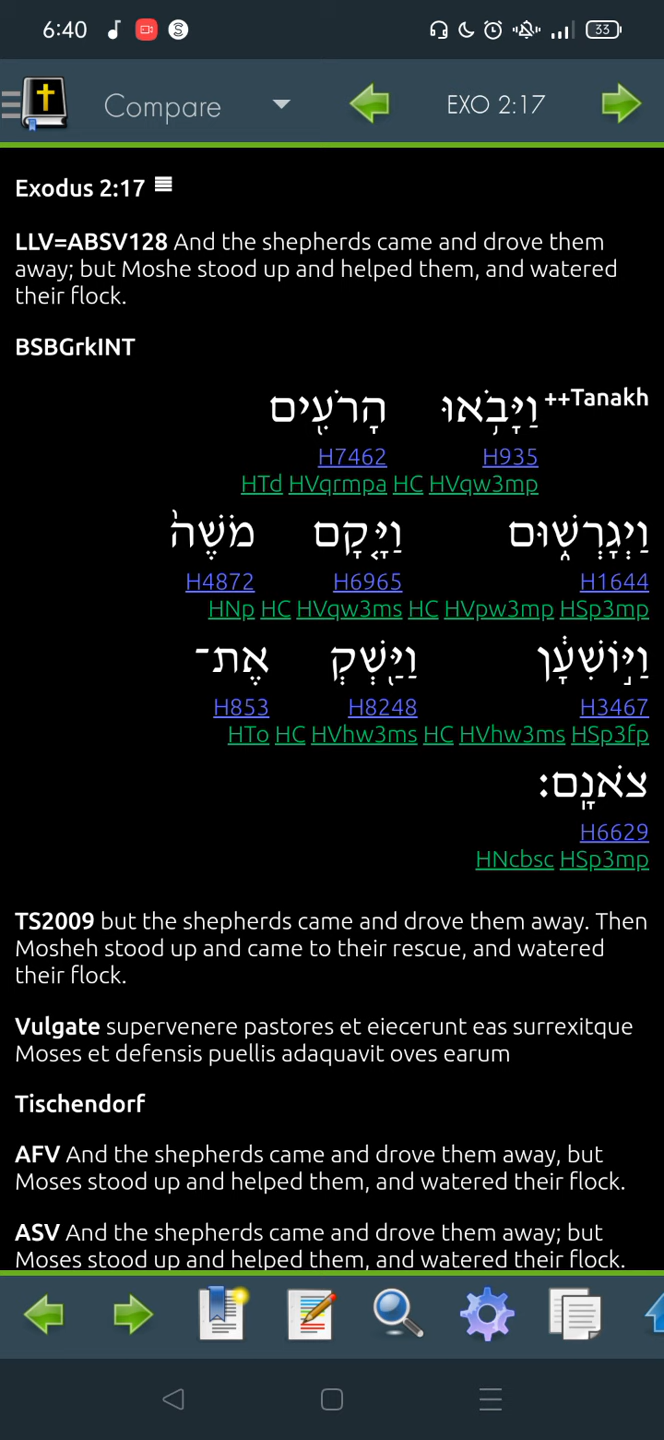 6:40 33
Compare EXO 2:17
Exodus 2:17
LLV=ABSV128 And the shepherds came and drove them
away; but Moshe stood up and helped them, and watered
their flock.
BSBGrkINT
++Tanakh וַיָּבֹ֥אוּ הָרֹעִ֖ים
H935 H7462
HTd HVqrmpa HC HVqw3mp
וַיְגָרְשׁ֑וּם וַיָּ֤קָם מֹשֶׁה֙
H1644 H6965 H4872
HNp HC HVqw3ms HC HVpw3mp HSp3mp
וַיּ֣וֹשִׁעָ֔ן וַיַּ֖שְׁקְ אֶת־
H3467 H8248 H853
HTo HC HVhw3ms HC HVhw3ms HSp3fp
צֹאנָֽם׃
H6629
HNcbsc HSp3mp
TS2009 but the shepherds came and drove them away. Then
Mosheh stood up and came to their rescue, and watered
their flock.
Vulgate supervenere pastores et eiecerunt eas surrexitque
Moses et defensis puellis adaquavit oves earum
Tischendorf
AFV And the shepherds came and drove them away, but
Moses stood up and helped them, and watered their flock.
ASV And the shepherds came and drove them away; but
Moses stood up and helped them, and watered their flock.